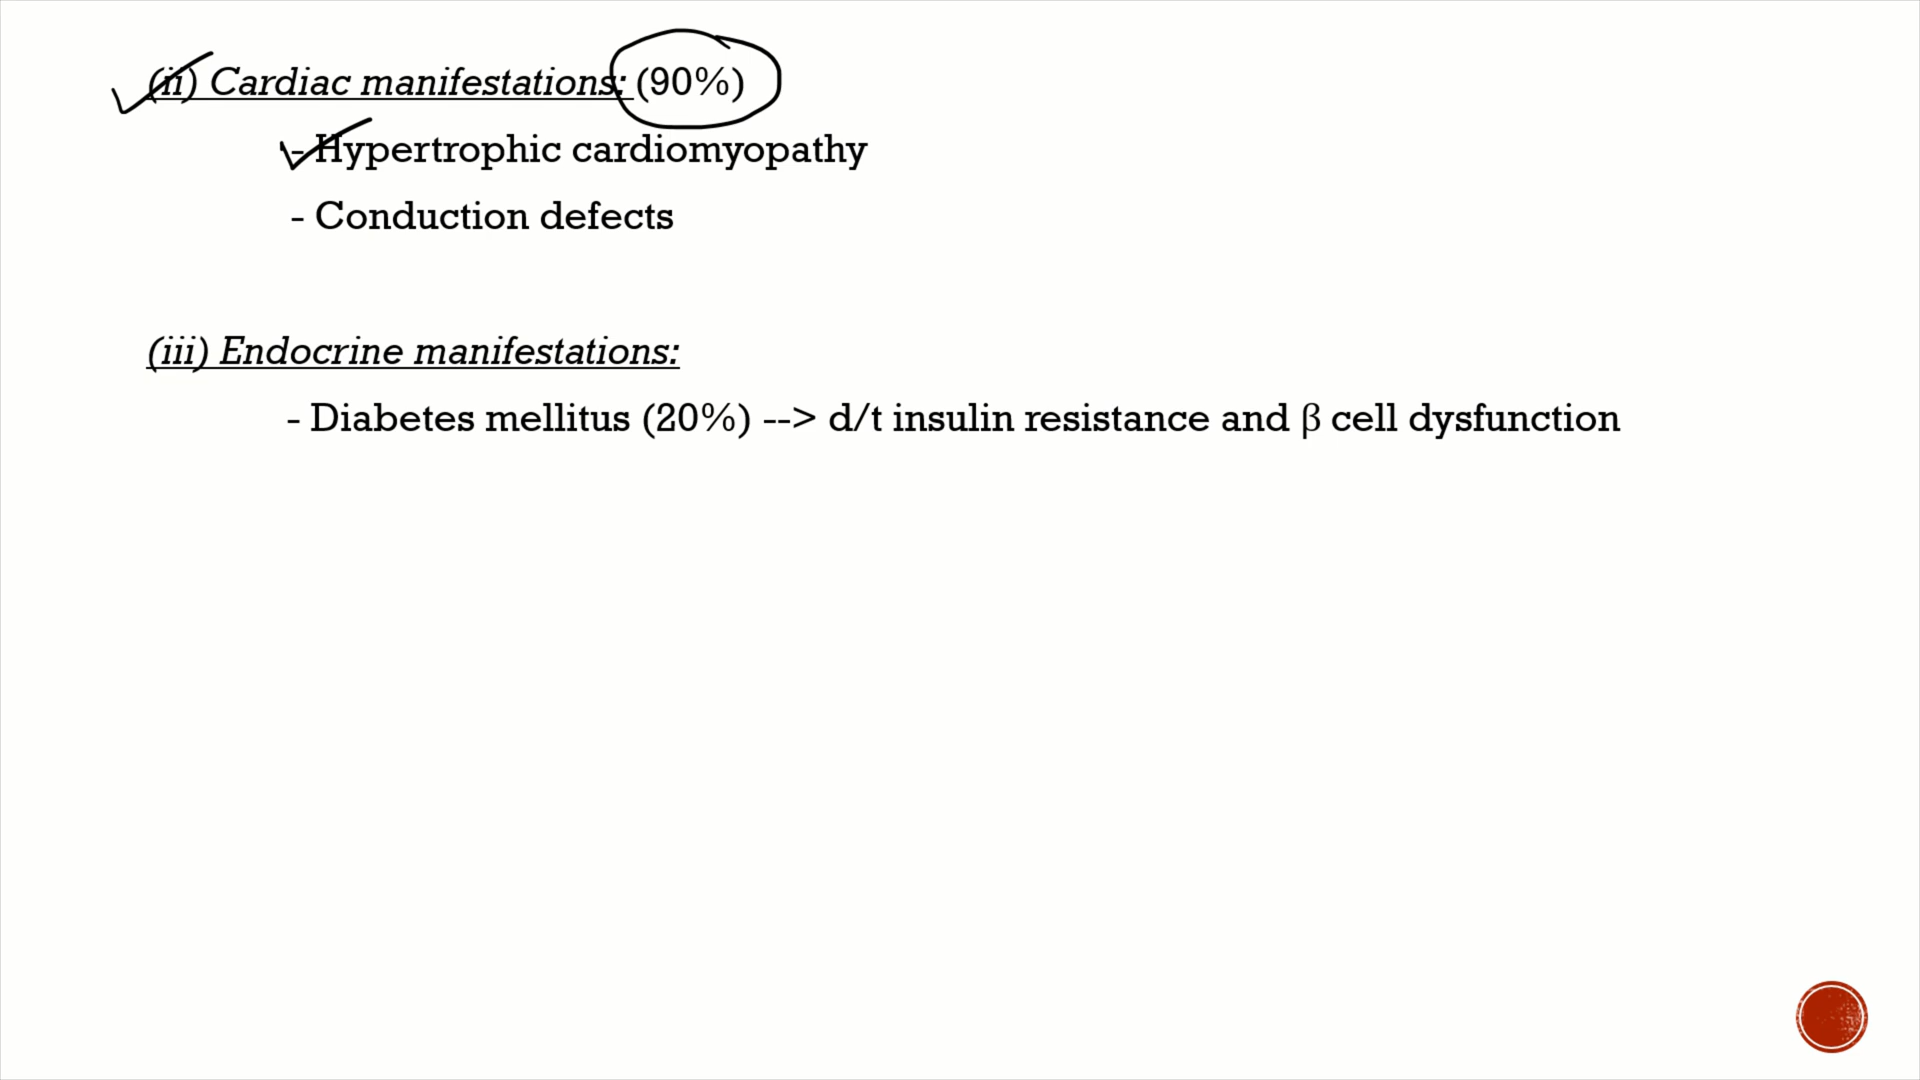 (ii) Cardiac manifestations: (90%)
- Hypertrophic cardiomyopathy
- Conduction defects
(iii) Endocrine manifestations:
- Diabetes mellitus (20%) --> d/t insulin resistance and β cell dysfunction